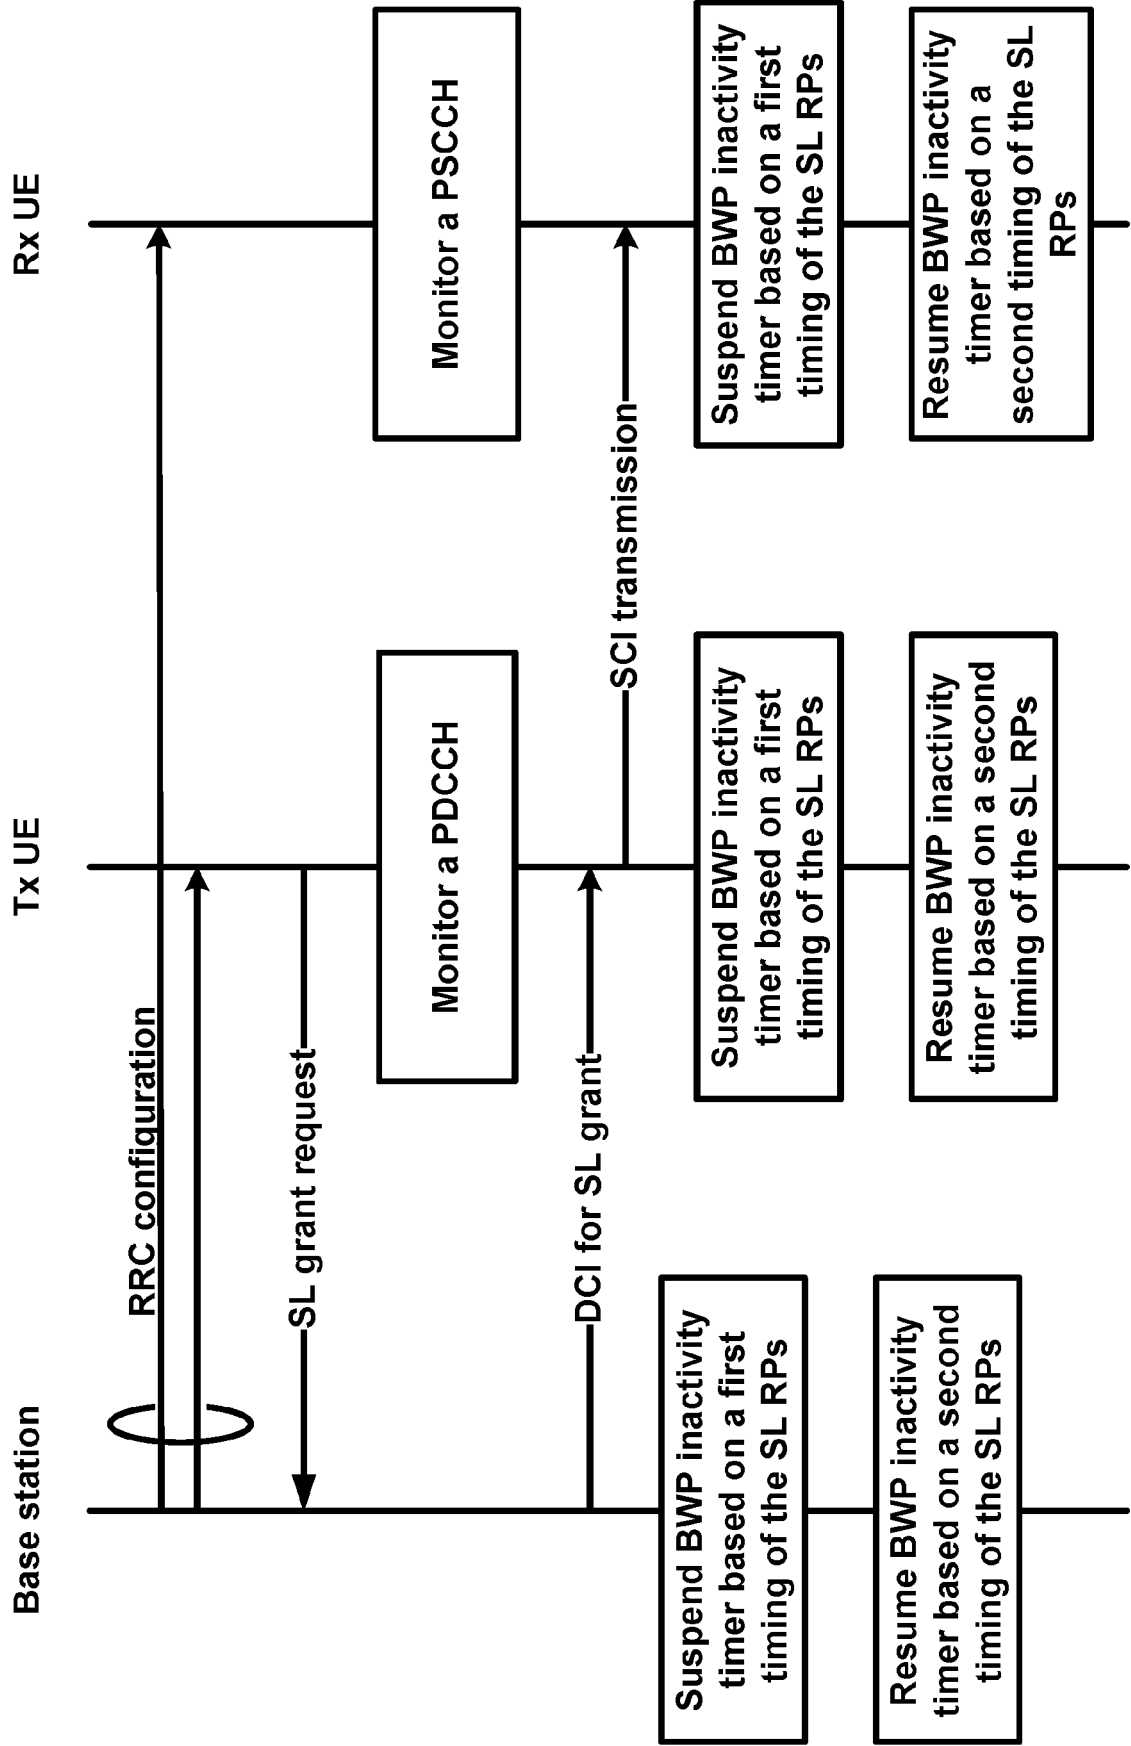 Base station
Tx UE
Rx UE
RRC configuration
SL grant request
Monitor a PDCCH
Monitor a PSCCH
DCI for SL grant
SCI transmission
Suspend BWP inactivity
timer based on a first
timing of the SL RPs
Suspend BWP inactivity
timer based on a first
timing of the SL RPs
Suspend BWP inactivity
timer based on a first
timing of the SL RPs
Resume BWP inactivity
timer based on a second
timing of the SL RPs
Resume BWP inactivity
timer based on a second
timing of the SL RPs
Resume BWP inactivity
timer based on a
second timing of the SL
RPs